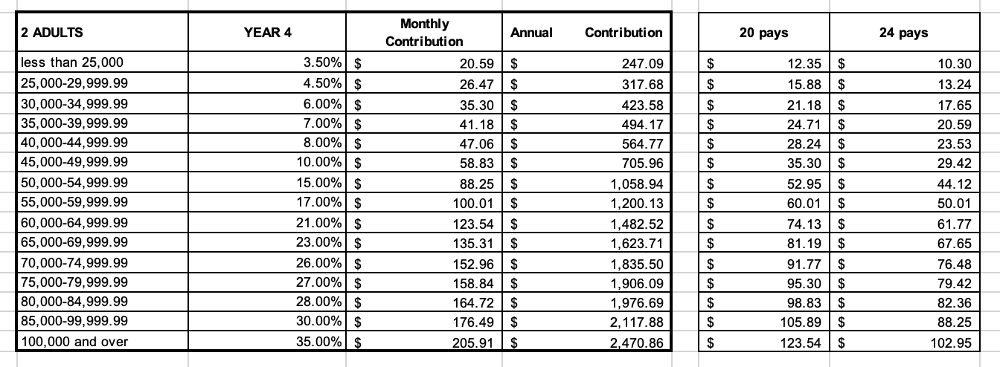 2 ADULTS YEAR 4 Monthly Contribution Annual Contribution 20 pays 24 pays
less than 25,000 3.50% $ 20.59 $ 247.09 $ 12.35 $ 10.30
25,000-29,999.99 4.50% $ 26.47 $ 317.68 $ 15.88 $ 13.24
30,000-34,999.99 6.00% $ 35.30 $ 423.58 $ 21.18 $ 17.65
35,000-39,999.99 7.00% $ 41.18 $ 494.17 $ 24.71 $ 20.59
40,000-44,999.99 8.00% $ 47.06 $ 564.77 $ 28.24 $ 23.53
45,000-49,999.99 10.00% $ 58.83 $ 705.96 $ 35.30 $ 29.42
50,000-54,999.99 15.00% $ 88.25 $ 1,058.94 $ 52.95 $ 44.12
55,000-59,999.99 17.00% $ 100.01 $ 1,200.13 $ 60.01 $ 50.01
60,000-64,999.99 21.00% $ 123.54 $ 1,482.52 $ 74.13 $ 61.77
65,000-69,999.99 23.00% $ 135.31 $ 1,623.71 $ 81.19 $ 67.65
70,000-74,999.99 26.00% $ 152.96 $ 1,835.50 $ 91.77 $ 76.48
75,000-79,999.99 27.00% $ 158.84 $ 1,906.09 $ 95.30 $ 79.42
80,000-84,999.99 28.00% $ 164.72 $ 1,976.69 $ 98.83 $ 82.36
85,000-99,999.99 30.00% $ 176.49 $ 2,117.88 $ 105.89 $ 88.25
100,000 and over 35.00% $ 205.91 $ 2,470.86 $ 123.54 $ 102.95